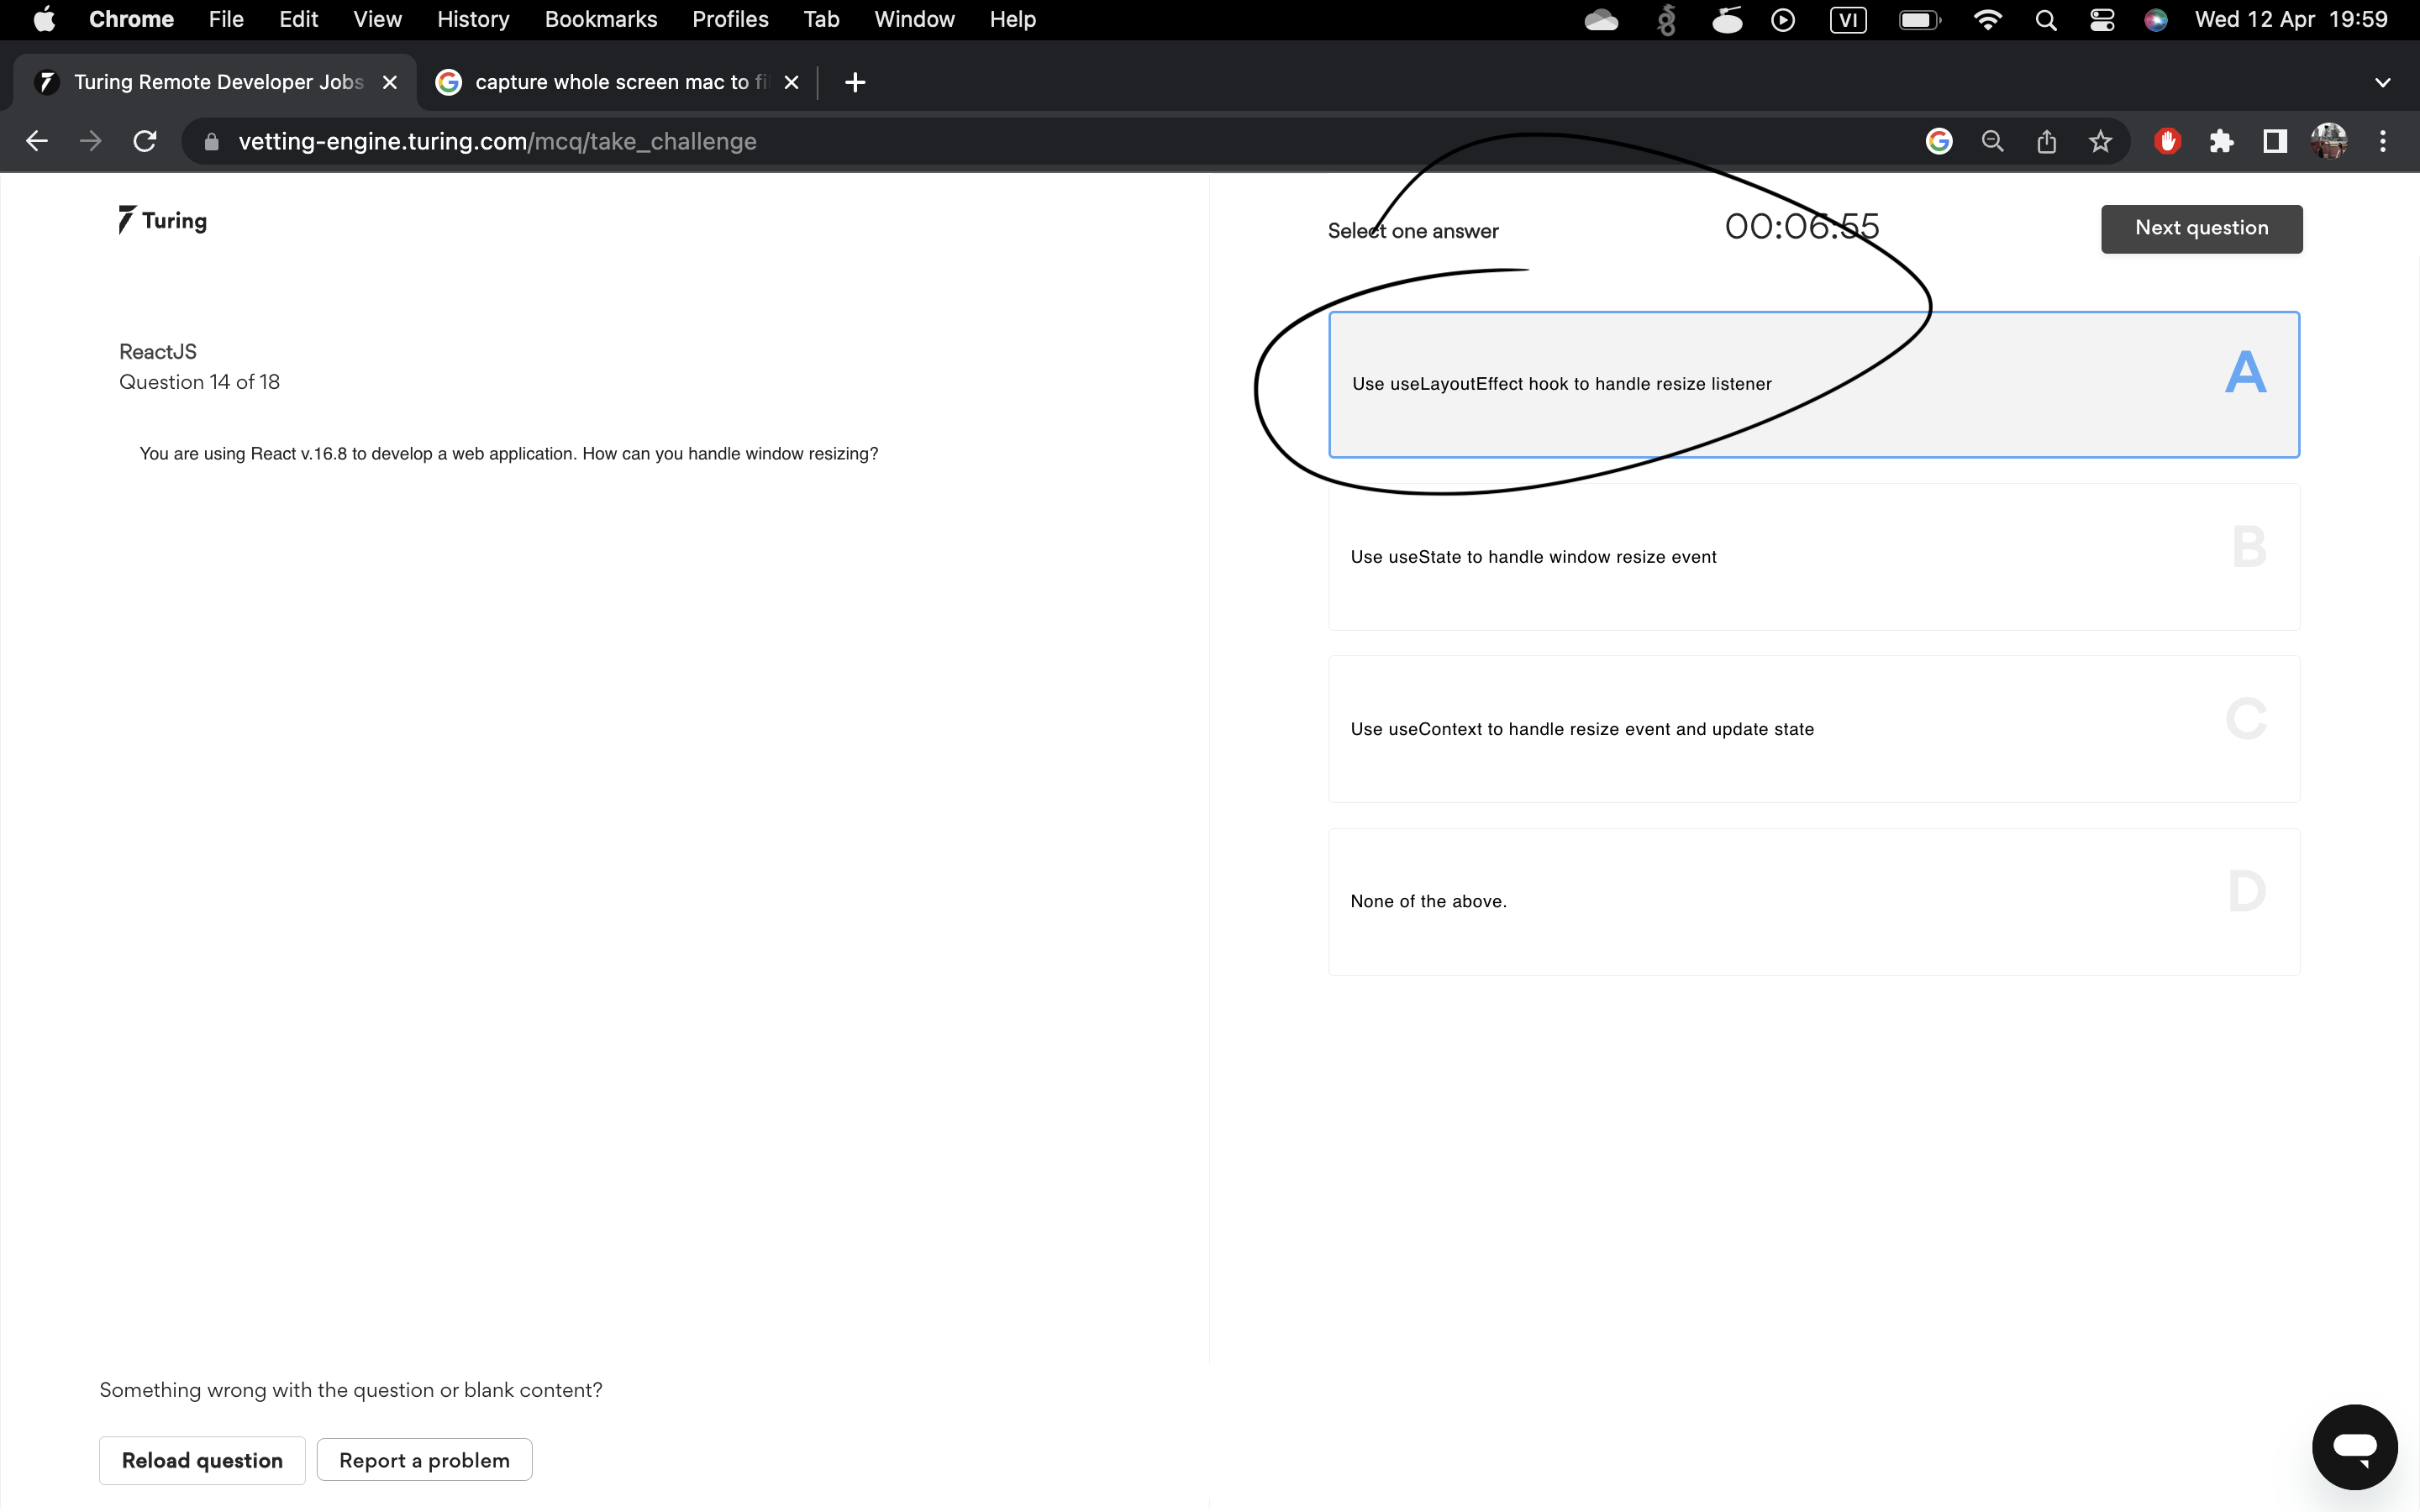 Chrome File Edit View History Bookmarks Profiles Tab Window Help VI Wed 12 Apr 19:59
Turing Remote Developer Jobs capture whole screen mac to fi
vetting-engine.turing.com/mcq/take_challenge
Turing
Select one answer 00:06:55 Next question
ReactJS
Question 14 of 18
You are using React v.16.8 to develop a web application. How can you handle window resizing?
Use useLayoutEffect hook to handle resize listener A
Use useState to handle window resize event B
Use useContext to handle resize event and update state C
None of the above. D
Something wrong with the question or blank content?
Reload question Report a problem